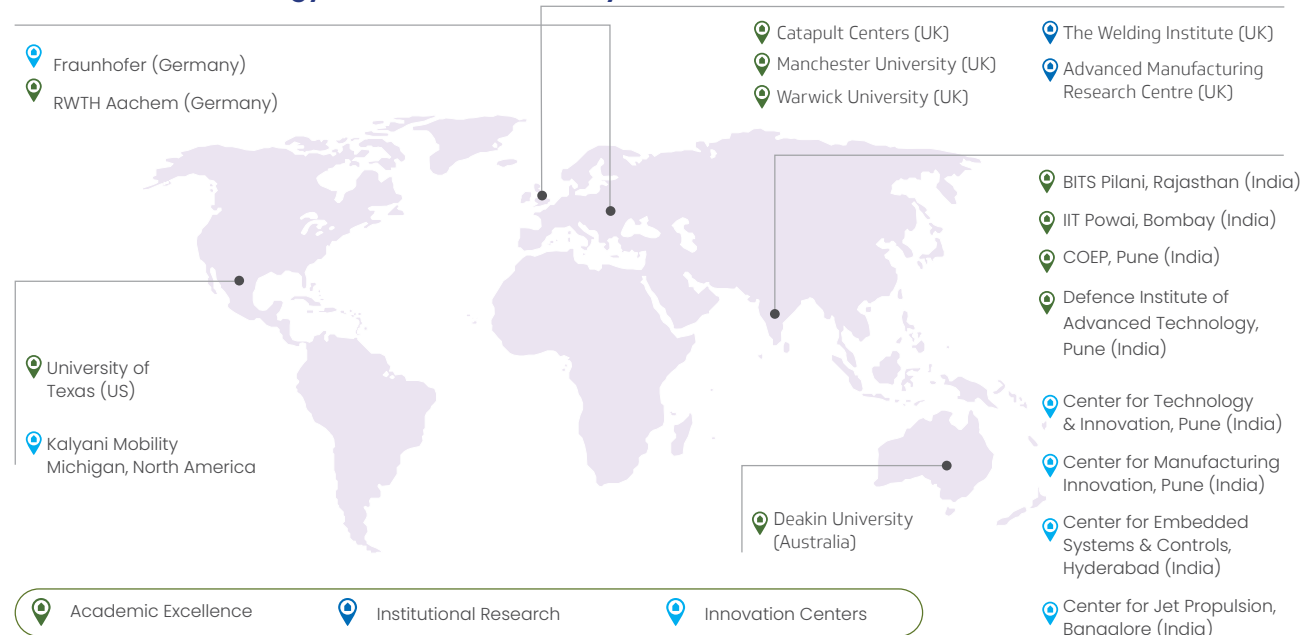 Fraunhofer (Germany)
RWTH Aachem (Germany)
Catapult Centers (UK)
Manchester University (UK)
Warwick University (UK)
The Welding Institute (UK)
Advanced Manufacturing
Research Centre (UK)
BITS Pilani, Rajasthan (India)
IIT Powai, Bombay (India)
COEP, Pune (India)
Defence Institute of
Advanced Technology,
Pune (India)
Center for Technology
& Innovation, Pune (India)
Center for Manufacturing
Innovation, Pune (India)
Center for Embedded
Systems & Controls,
Hyderabad (India)
Center for Jet Propulsion,
Bangalore (India)
University of
Texas (US)
Kalyani Mobility
Michigan, North America
Deakin University
(Australia)
Academic Excellence
Institutional Research
Innovation Centers